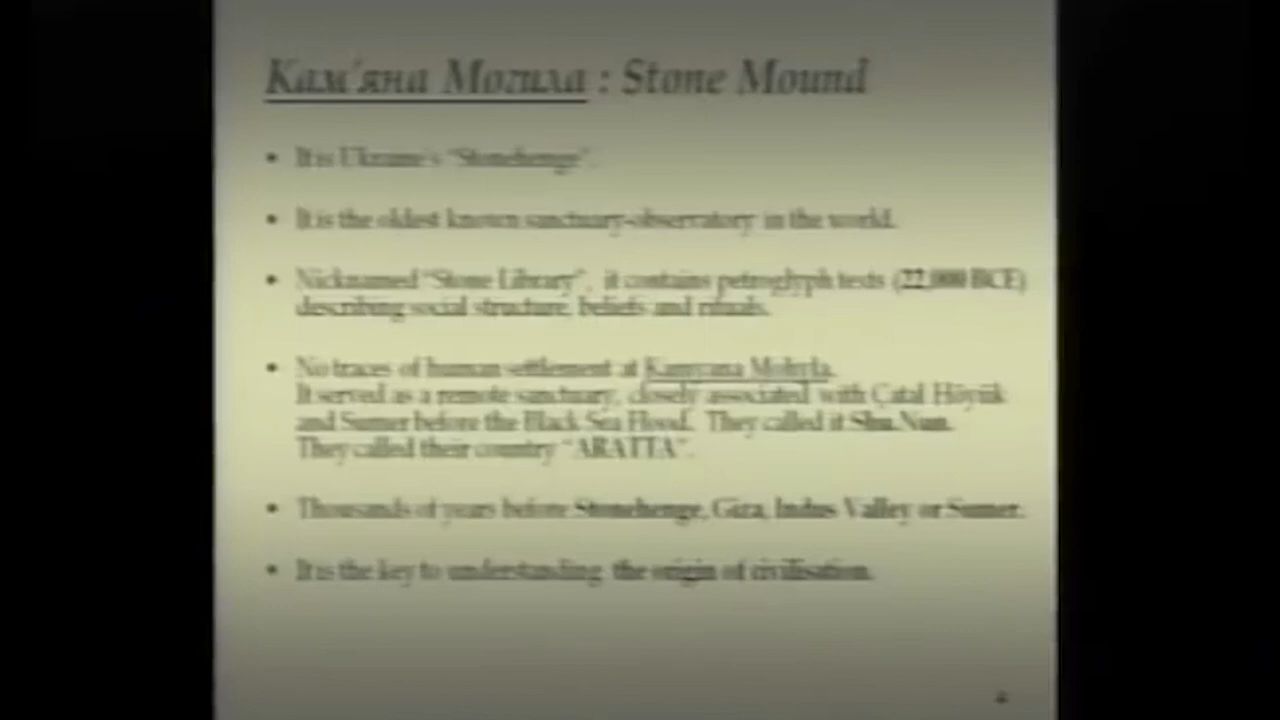 Кам'яна Могила : Stone Mound
• It is Ukraine's "Stonehenge".
• It is the oldest known sanctuary-observatory in the world.
• Nicknamed "Stone Library", it contains petroglyph texts (22,000 BCE)
describing social structure, beliefs and rituals.
• No traces of human settlement at Kamyana Mohyla.
It served as a remote sanctuary, closely associated with Çatal Höyük
and Sumer before the Black Sea Flood. They called it Shu.Nun.
They called their country "ARATTA".
• Thousands of years before Stonehenge, Giza, Indus Valley or Sumer.
• It is the key to understanding the origin of civilisation.